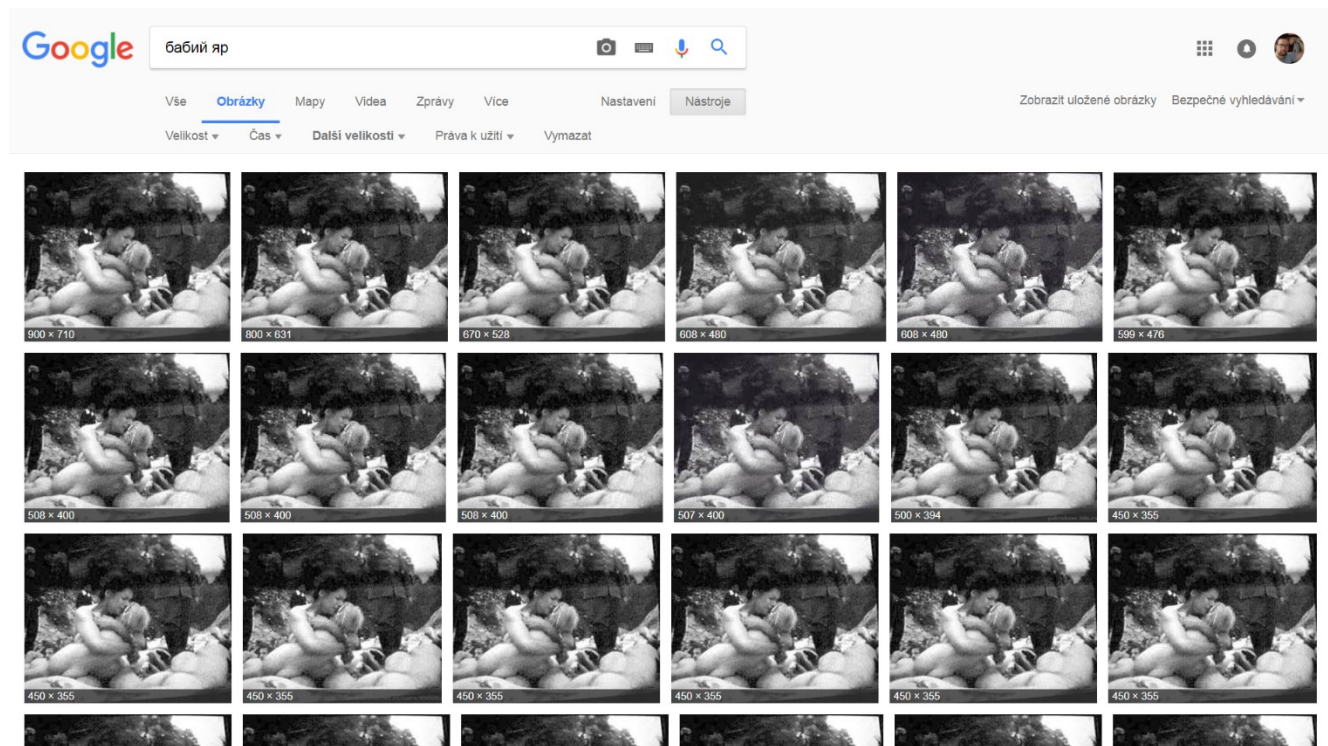 Google бабий яр
Vše Obrázky Mapy Videa Zprávy Více Nastavení Nástroje Zobrazit uložené obrázky Bezpečné vyhledávání
Velikost Čas Další velikosti Práva k užití Vymazat
900 × 710 800 × 631 670 × 528 608 × 480 608 × 480 599 × 476
508 × 400 508 × 400 508 × 400 507 × 400 500 × 394 450 × 355
450 × 355 450 × 355 450 × 355 450 × 355 450 × 355 450 × 355